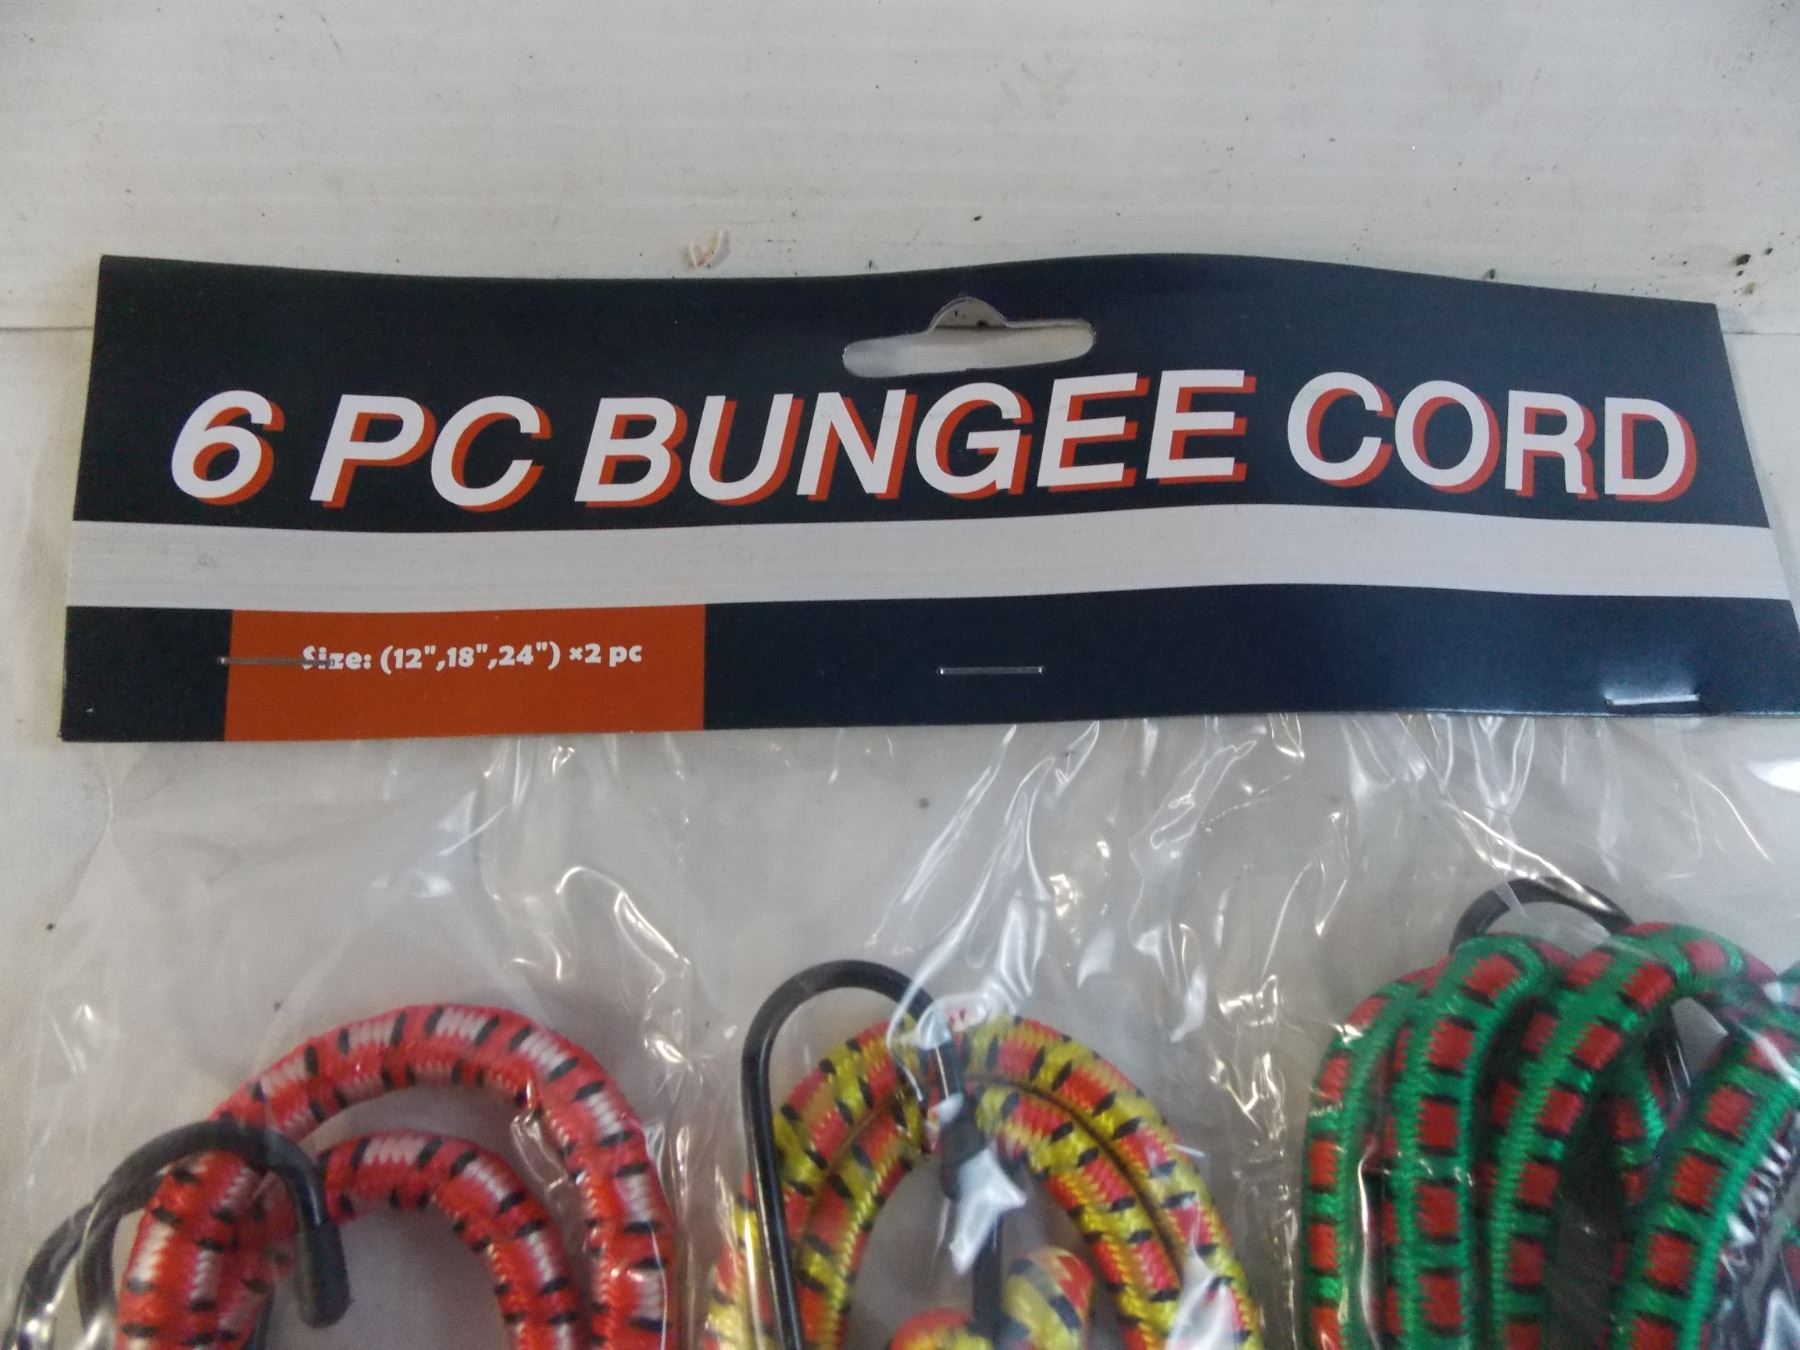 6 PC BUNGEE CORD
Size: (12",18",24") ×2 pc